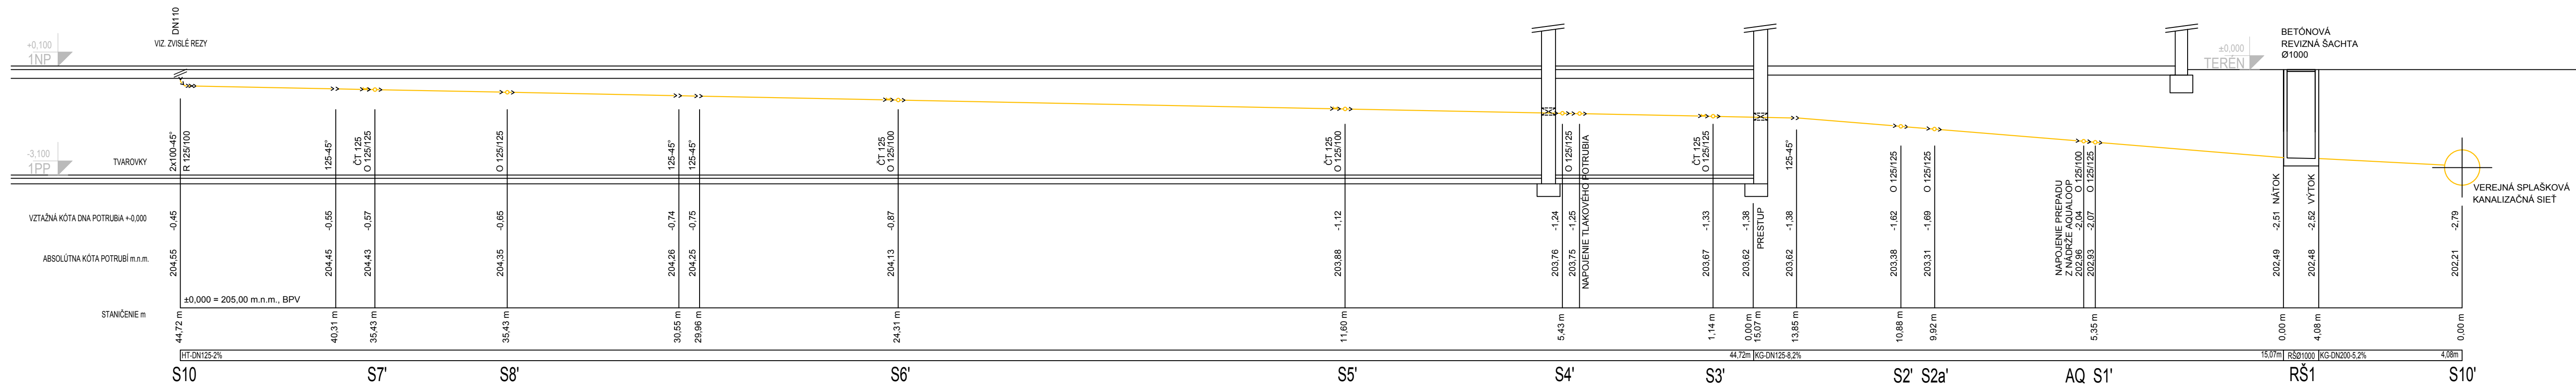 DN110
VIZ. ZVISLÉ REZY
+0,100
1NP
±0,000
TERÉN
BETÓNOVÁ
REVIZNÁ ŠACHTA
Ø1000
-3,100
1PP
TVAROVKY
2x100-45°
R 125/100
125-45°
ČT 125
O 125/125
O 125/125
125-45°
125-45°
ČT 125
O 125/125
ČT 125
O 125/100
O 125/125
NAPOJENIE TLAKOVÉHO POTRUBIA
ČT 125
O 125/125
PRESTUP
125-45°
O 125/125
O 125/125
NAPOJENIE PREPADU
Z NÁDRŽE AQUALOOP
O 125/100
O 125/125
NÁTOK
VÝTOK
VEREJNÁ SPLAŠKOVÁ
KANALIZAČNÁ SIEŤ
VZTAŽNÁ KÓTA DNA POTRUBIA +-0,000
-0,45
-0,55
-0,57
-0,65
-0,74
-0,75
-0,87
-1,12
-1,24
-1,25
-1,33
-1,38
-1,38
-1,62
-1,69
-2,04
-2,07
-2,51
-2,52
-2,79
ABSOLÚTNA KÓTA POTRUBÍ m.n.m.
204,55
204,45
204,43
204,35
204,26
204,25
204,13
203,88
203,76
203,75
203,67
203,62
203,62
203,38
203,31
202,96
202,93
202,49
202,48
202,21
±0,000 = 205,00 m.n.m., BPV
STANIČENIE m
44,72 m
40,31 m
35,43 m
35,43 m
30,55 m
29,96 m
24,31 m
11,60 m
5,43 m
1,14 m
0,00 m
15,07 m
13,85 m
10,88 m
9,92 m
5,35 m
0,00 m
4,08 m
0,00 m
HT-DN125-2%
44,72m
KG-DN125-8,2%
15,07m
RŠØ1000
KG-DN200-5,2%
4,08m
S10
S7'
S8'
S6'
S5'
S4'
S3'
S2'
S2a'
AQ
S1'
RŠ1
S10'